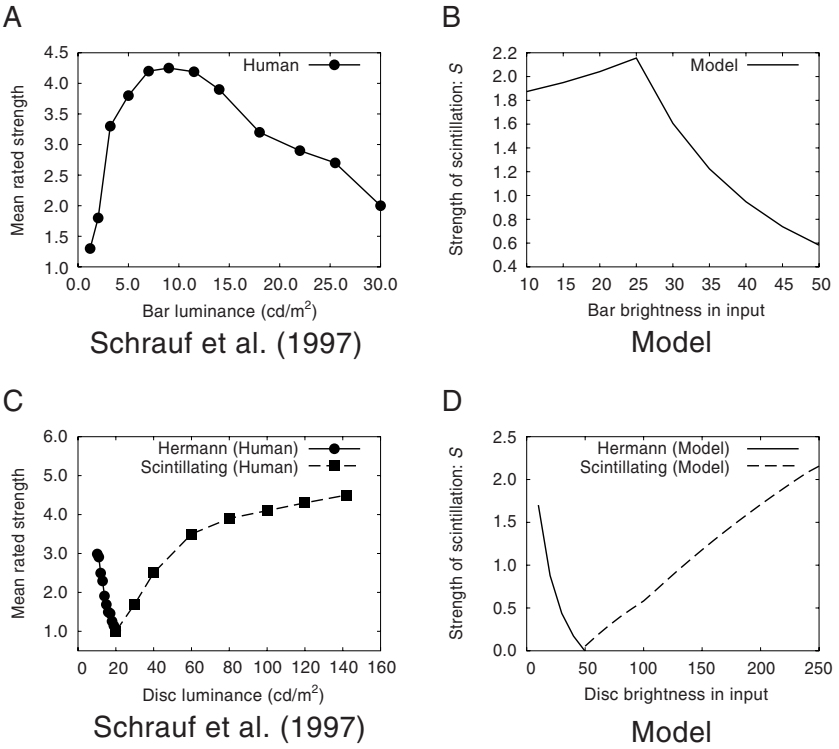 A
4.5
4.0
3.5
3.0
2.5
2.0
1.5
1.0
Mean rated strength
Human
0.0 5.0 10.0 15.0 20.0 25.0 30.0
Bar luminance (cd/m²)
Schrauf et al. (1997)
B
2.2
2.0
1.8
1.6
1.4
1.2
1.0
0.8
0.6
0.4
Strength of scintillation: S
Model
10 15 20 25 30 35 40 45 50
Bar brightness in input
Model
C
6.0
5.0
4.0
3.0
2.0
1.0
Mean rated strength
Hermann (Human)
Scintillating (Human)
0 20 40 60 80 100 120 140 160
Disc luminance (cd/m²)
Schrauf et al. (1997)
D
2.5
2.0
1.5
1.0
0.5
0.0
Strength of scintillation: S
Hermann (Model)
Scintillating (Model)
0 50 100 150 200 250
Disc brightness in input
Model